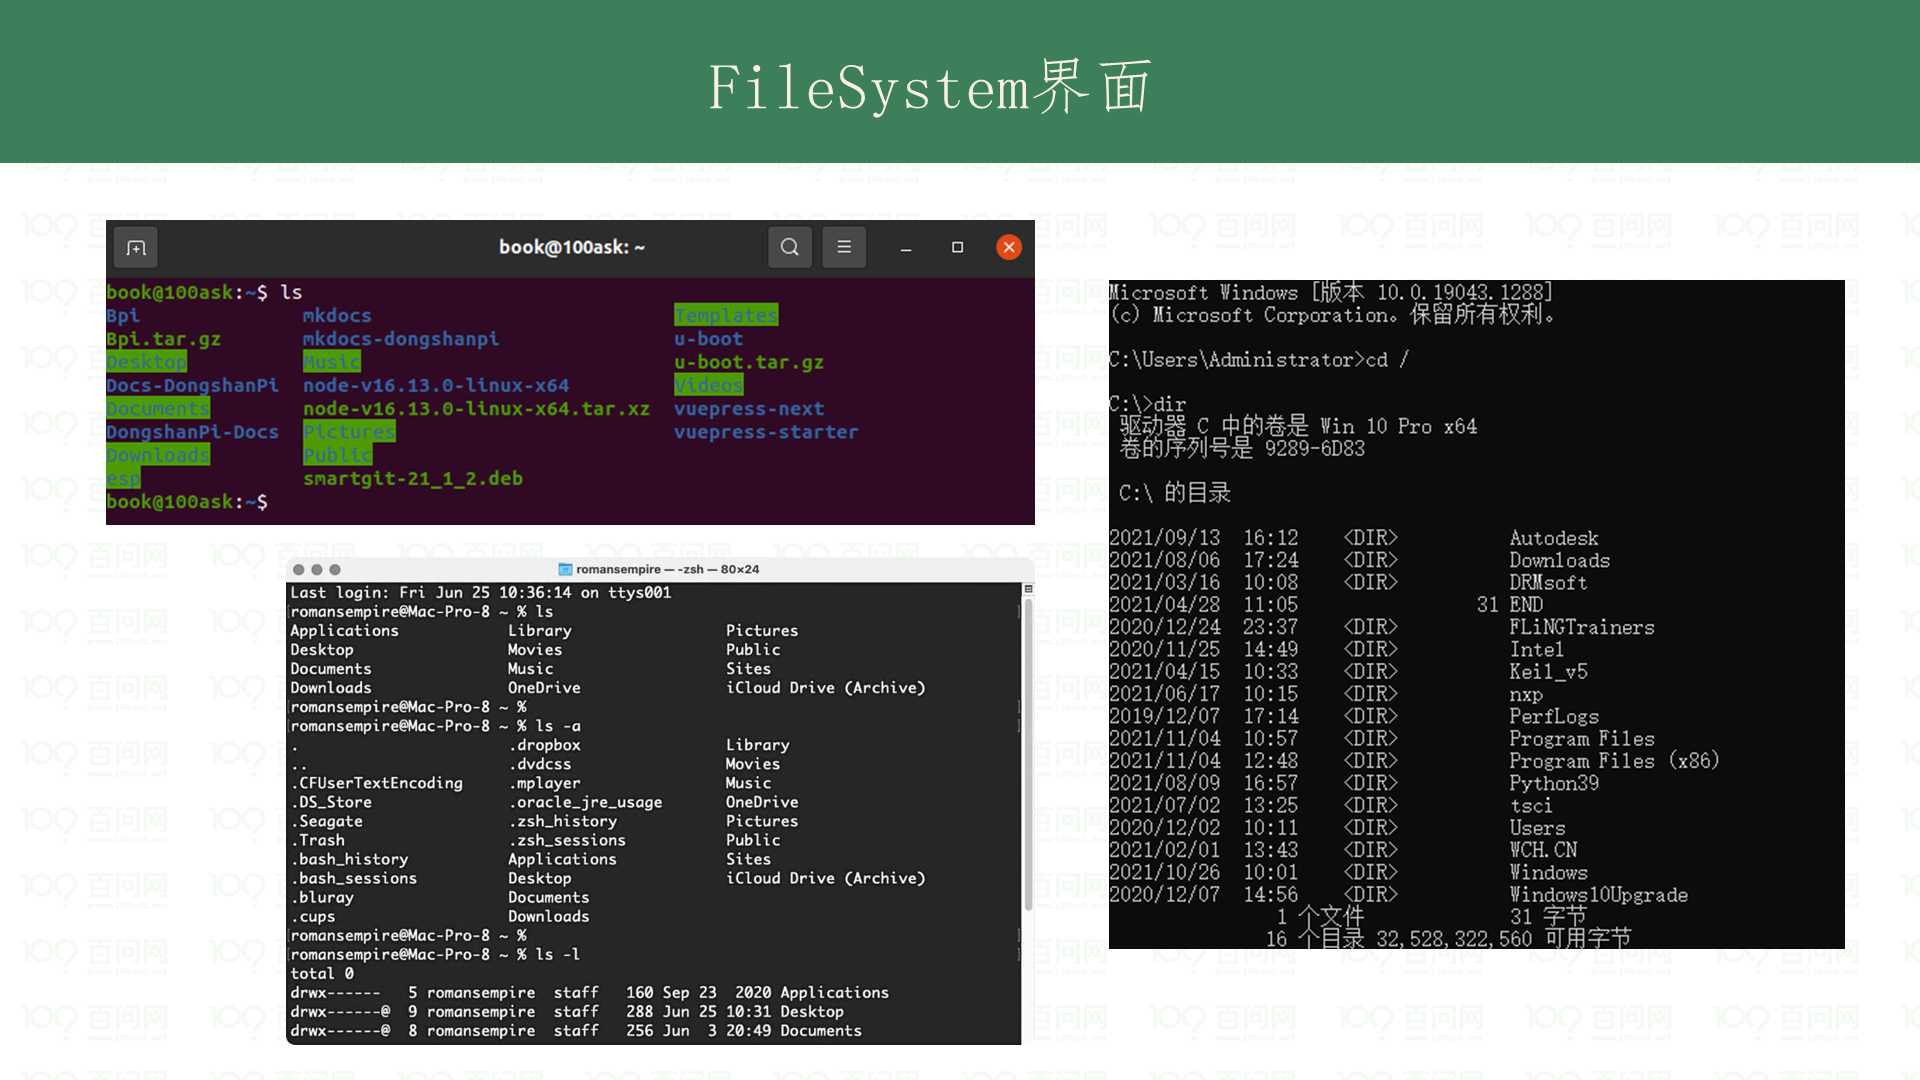 FileSystem界面
book@100ask: ~
book@100ask:~$ ls
Bpi mkdocs Templates
Bpi.tar.gz mkdocs-dongshanpi u-boot
Desktop Music u-boot.tar.gz
Docs-DongshanPi node-v16.13.0-linux-x64 Videos
Documents node-v16.13.0-linux-x64.tar.xz vuepress-next
DongshanPi-Docs Pictures vuepress-starter
Downloads Public
esp smartgit-21_1_2.deb
book@100ask:~$
romansempire — -zsh — 80×24
Last login: Fri Jun 25 10:36:14 on ttys001
romansempire@Mac-Pro-8 ~ % ls
Applications Library Pictures
Desktop Movies Public
Documents Music Sites
Downloads OneDrive iCloud Drive (Archive)
romansempire@Mac-Pro-8 ~ %
romansempire@Mac-Pro-8 ~ % ls -a
. .dropbox Library
.. .dvdcss Movies
.CFUserTextEncoding .mplayer Music
.DS_Store .oracle_jre_usage OneDrive
.Seagate .zsh_history Pictures
.Trash .zsh_sessions Public
.bash_history Applications Sites
.bash_sessions Desktop iCloud Drive (Archive)
.bluray Documents
.cups Downloads
romansempire@Mac-Pro-8 ~ %
romansempire@Mac-Pro-8 ~ % ls -l
total 0
drwx------ 5 romansempire staff 160 Sep 23 2020 Applications
drwx------@ 9 romansempire staff 288 Jun 25 10:31 Desktop
drwx------@ 8 romansempire staff 256 Jun 3 20:49 Documents
Microsoft Windows [版本 10.0.19043.1288]
(c) Microsoft Corporation。保留所有权利。
C:\Users\Administrator>cd /
C:\>dir
驱动器 C 中的卷是 Win 10 Pro x64
卷的序列号是 9289-6D83
C:\ 的目录
2021/09/13 16:12 <DIR> Autodesk
2021/08/06 17:24 <DIR> Downloads
2021/03/16 10:08 <DIR> DRMsoft
2021/04/28 11:05 31 END
2020/12/24 23:37 <DIR> FLiNGTrainers
2020/11/25 14:49 <DIR> Intel
2021/04/15 10:33 <DIR> Keil_v5
2021/06/17 10:15 <DIR> nxp
2019/12/07 17:14 <DIR> PerfLogs
2021/11/04 10:57 <DIR> Program Files
2021/11/04 12:48 <DIR> Program Files (x86)
2021/08/09 16:57 <DIR> Python39
2021/07/02 13:25 <DIR> tsci
2020/12/02 10:11 <DIR> Users
2021/02/01 13:43 <DIR> WCH.CN
2021/10/26 10:01 <DIR> Windows
2020/12/07 14:56 <DIR> Windows10Upgrade
1 个文件 31 字节
16 个目录 32,528,322,560 可用字节
百问网
www.100ask.net